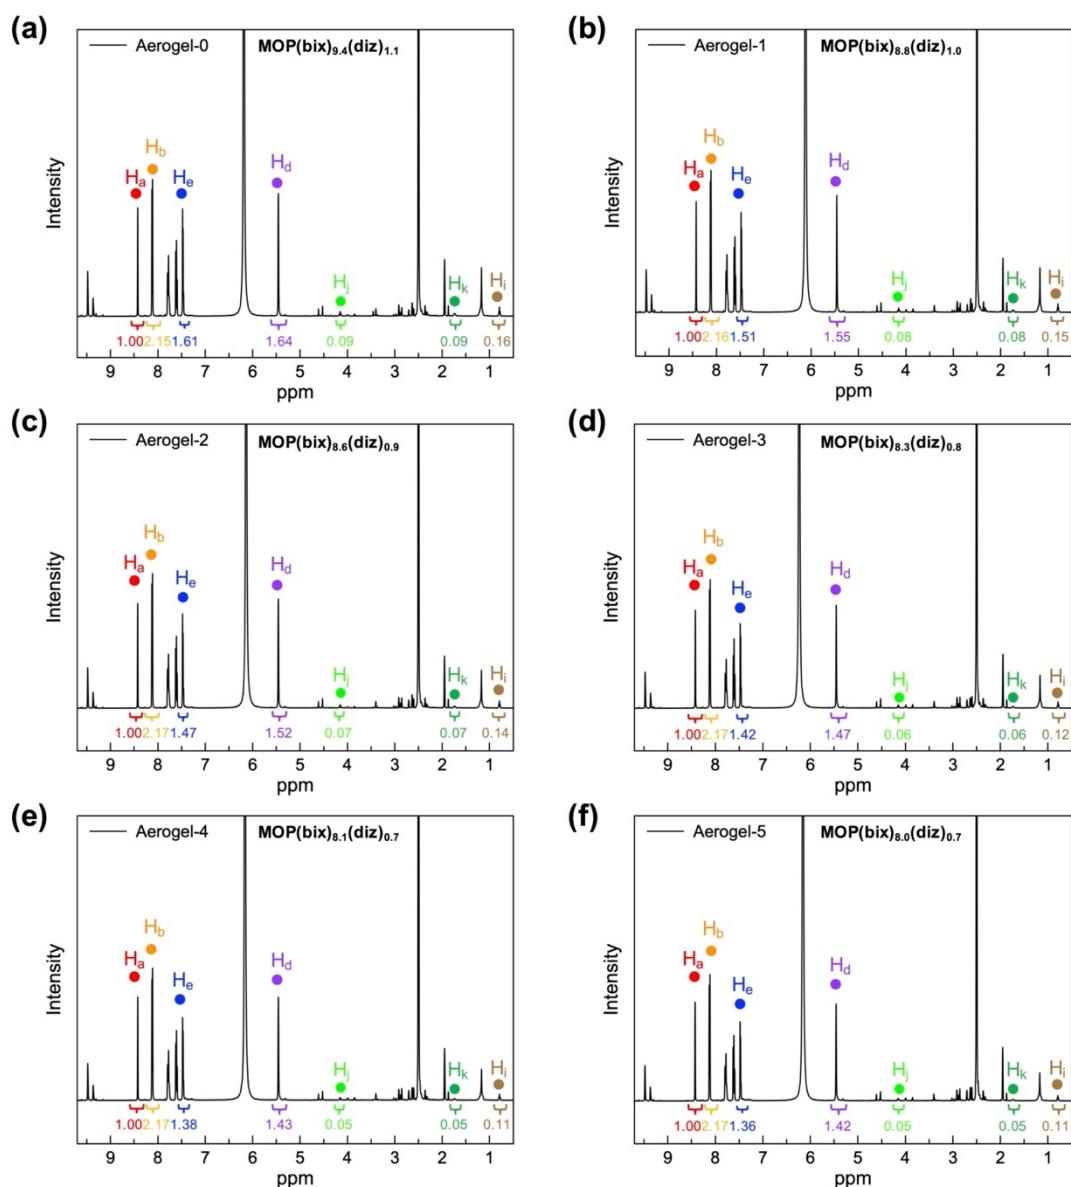 (a)
Aerogel-0
MOP(bix)9.4(diz)1.1
Intensity
Ha
Hb
He
Hd
Hj
Hk
Hi
1.00 2.15 1.61 1.64 0.09 0.09 0.16
9 8 7 6 5 4 3 2 1
ppm
(b)
Aerogel-1
MOP(bix)8.8(diz)1.0
Intensity
Ha
Hb
He
Hd
Hj
Hk
Hi
1.00 2.16 1.51 1.55 0.08 0.08 0.15
9 8 7 6 5 4 3 2 1
ppm
(c)
Aerogel-2
MOP(bix)8.6(diz)0.9
Intensity
Ha
Hb
He
Hd
Hj
Hk
Hi
1.00 2.17 1.47 1.52 0.07 0.07 0.14
9 8 7 6 5 4 3 2 1
ppm
(d)
Aerogel-3
MOP(bix)8.3(diz)0.8
Intensity
Ha
Hb
He
Hd
Hj
Hk
Hi
1.00 2.17 1.42 1.47 0.06 0.06 0.12
9 8 7 6 5 4 3 2 1
ppm
(e)
Aerogel-4
MOP(bix)8.1(diz)0.7
Intensity
Ha
Hb
He
Hd
Hj
Hk
Hi
1.00 2.17 1.38 1.43 0.05 0.05 0.11
9 8 7 6 5 4 3 2 1
ppm
(f)
Aerogel-5
MOP(bix)8.0(diz)0.7
Intensity
Ha
Hb
He
Hd
Hj
Hk
Hi
1.00 2.17 1.36 1.42 0.05 0.05 0.11
9 8 7 6 5 4 3 2 1
ppm